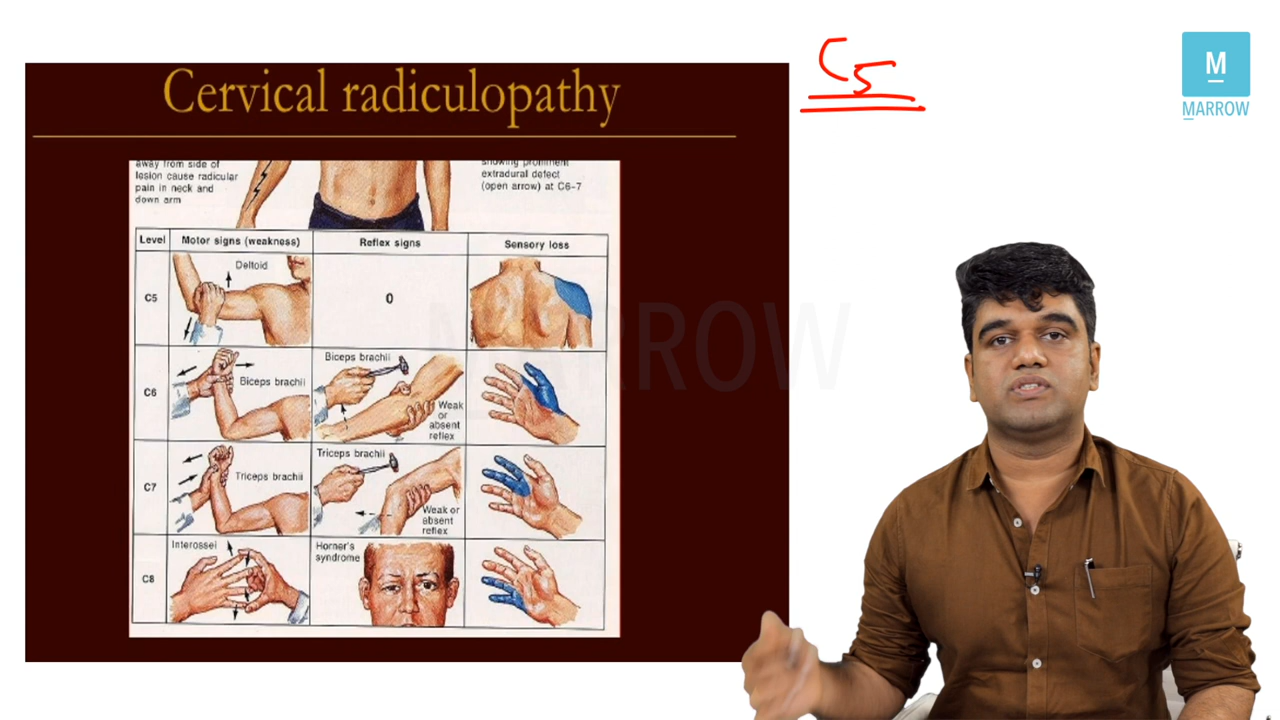 C5
M
MARROW
Cervical radiculopathy
away from side of
lesion cause radicular
pain in neck and
down arm
showing prominent
extradural defect
(open arrow) at C6-7
Level Motor signs (weakness) Reflex signs Sensory loss
C5 Deltoid 0
C6 Biceps brachii Biceps brachii Weak
or
absent
reflex
C7 Triceps brachii Triceps brachii Weak or
absent
reflex
C8 Interossei Horner's
syndrome
MARROW